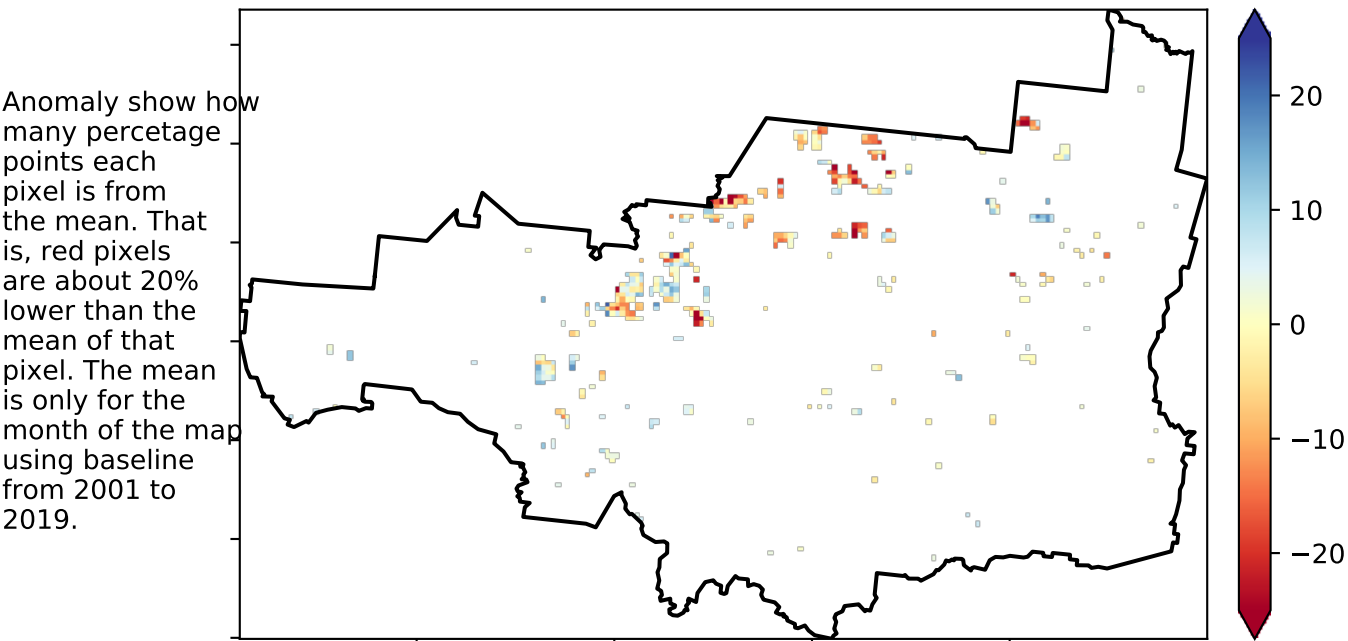 Anomaly show how
many percetage
points each
pixel is from
the mean. That
is, red pixels
are about 20%
lower than the
mean of that
pixel. The mean
is only for the
month of the map
using baseline
from 2001 to
2019.
20
10
0
−10
−20